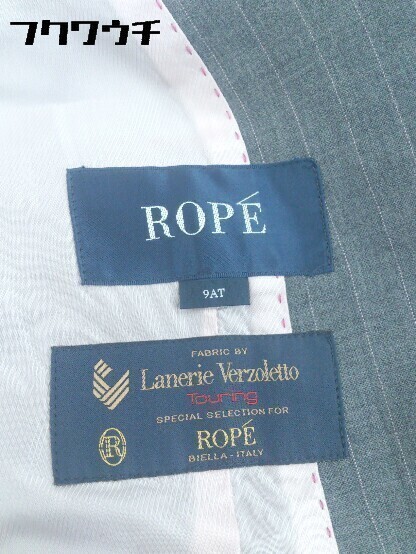 フクワウチ
ROPÉ
9AT
FABRIC BY
Lanerie Verzoletto
Touring
SPECIAL SELECTION FOR
R
ROPÉ
BIELLA - ITALY